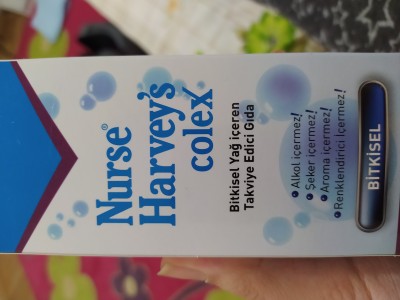 Nurse®
Harvey's
colex
Bitkisel Yağ içeren
Takviye Edici Gıda
Alkol içermez!
Şeker içermez!
Aroma içermez!
Renklendirici İçermez!
BİTKİSEL